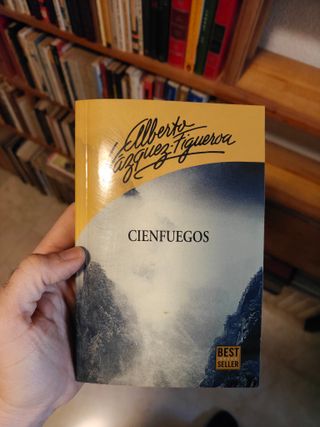 Alberto
Vázquez-Figueroa
CIENFUEGOS
BEST
SELLER